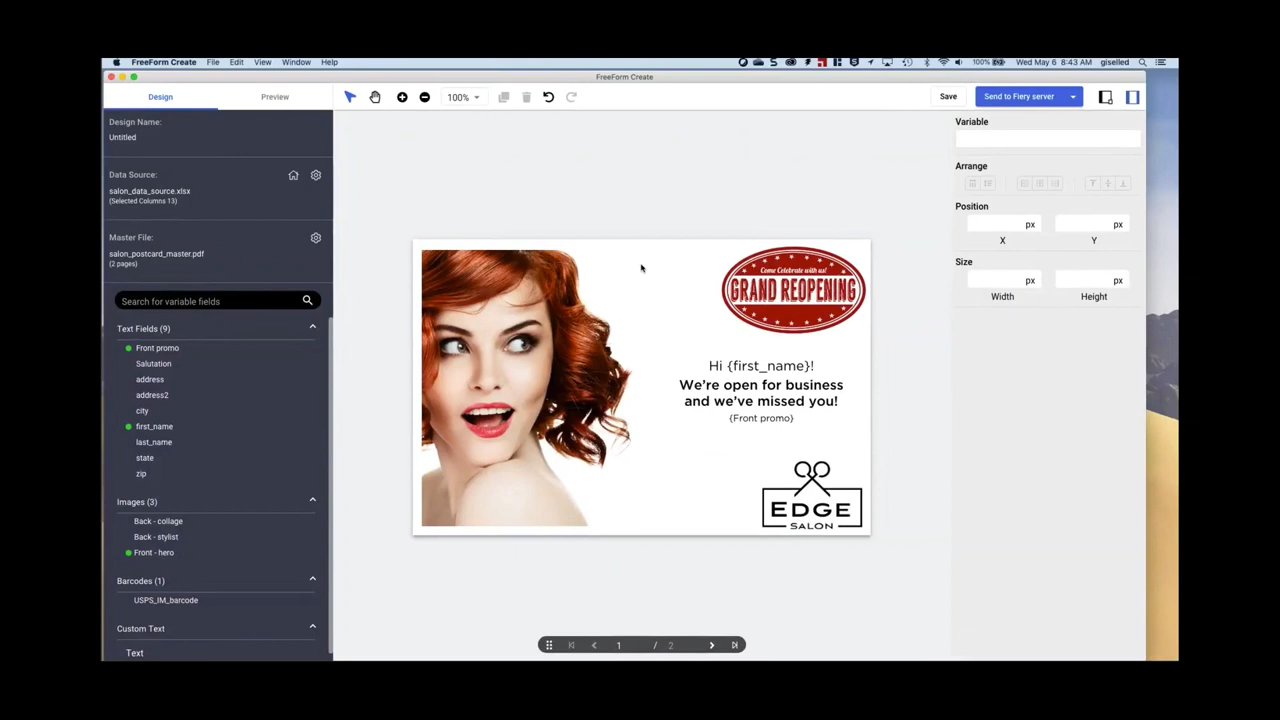 FreeForm Create File Edit View Window Help
100% Wed May 6 8:43 AM giselled
FreeForm Create
Design Preview
100%
Save Send to Fiery server
Design Name:
Untitled
Data Source:
salon_data_source.xlsx
(Selected Columns 13)
Master File:
salon_postcard_master.pdf
(2 pages)
Search for variable fields
Text Fields (9)
Front promo
Salutation
address
address2
city
first_name
last_name
state
zip
Images (3)
Back - collage
Back - stylist
Front - hero
Barcodes (1)
USPS_IM_barcode
Custom Text
Text
Come Celebrate with us!
GRAND REOPENING
Hi {first_name}!
We're open for business
and we've missed you!
{Front promo}
EDGE
SALON
1 / 2
Variable
Arrange
Position
px px
X Y
Size
px px
Width Height